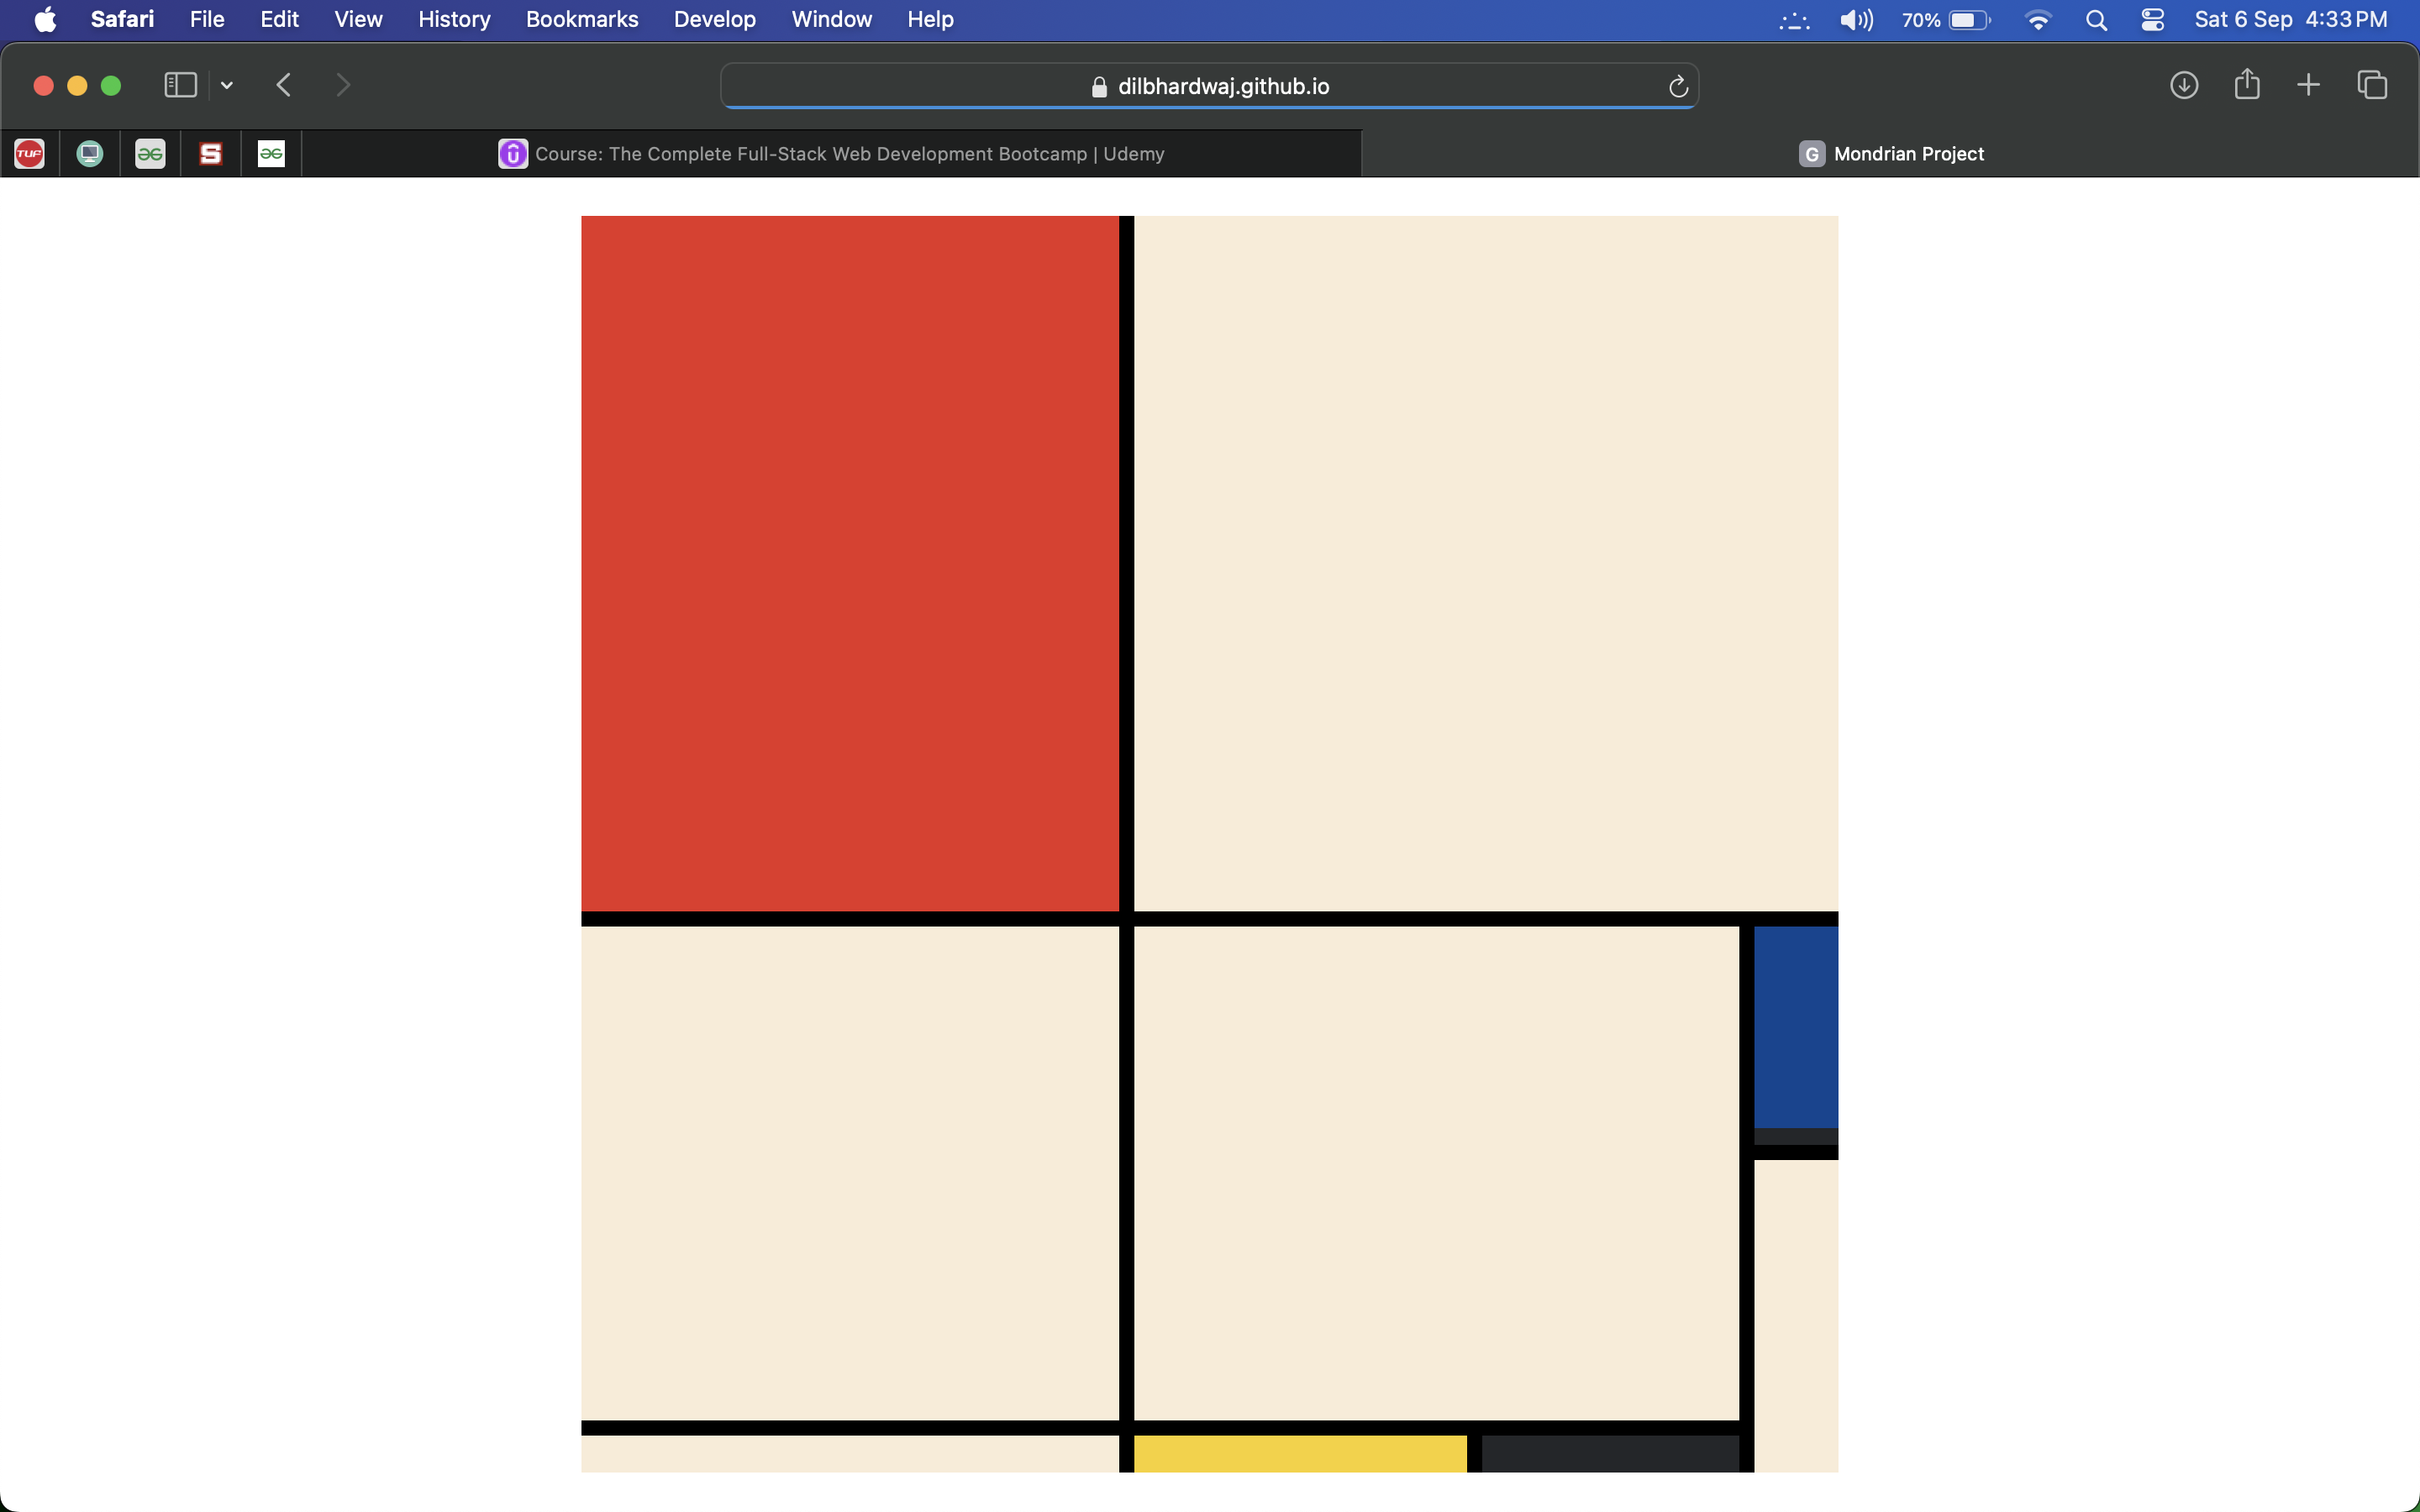 Safari File Edit View History Bookmarks Develop Window Help 70% Sat 6 Sep 4:33 PM
dilbhardwaj.github.io
TUF S Course: The Complete Full-Stack Web Development Bootcamp | Udemy G Mondrian Project